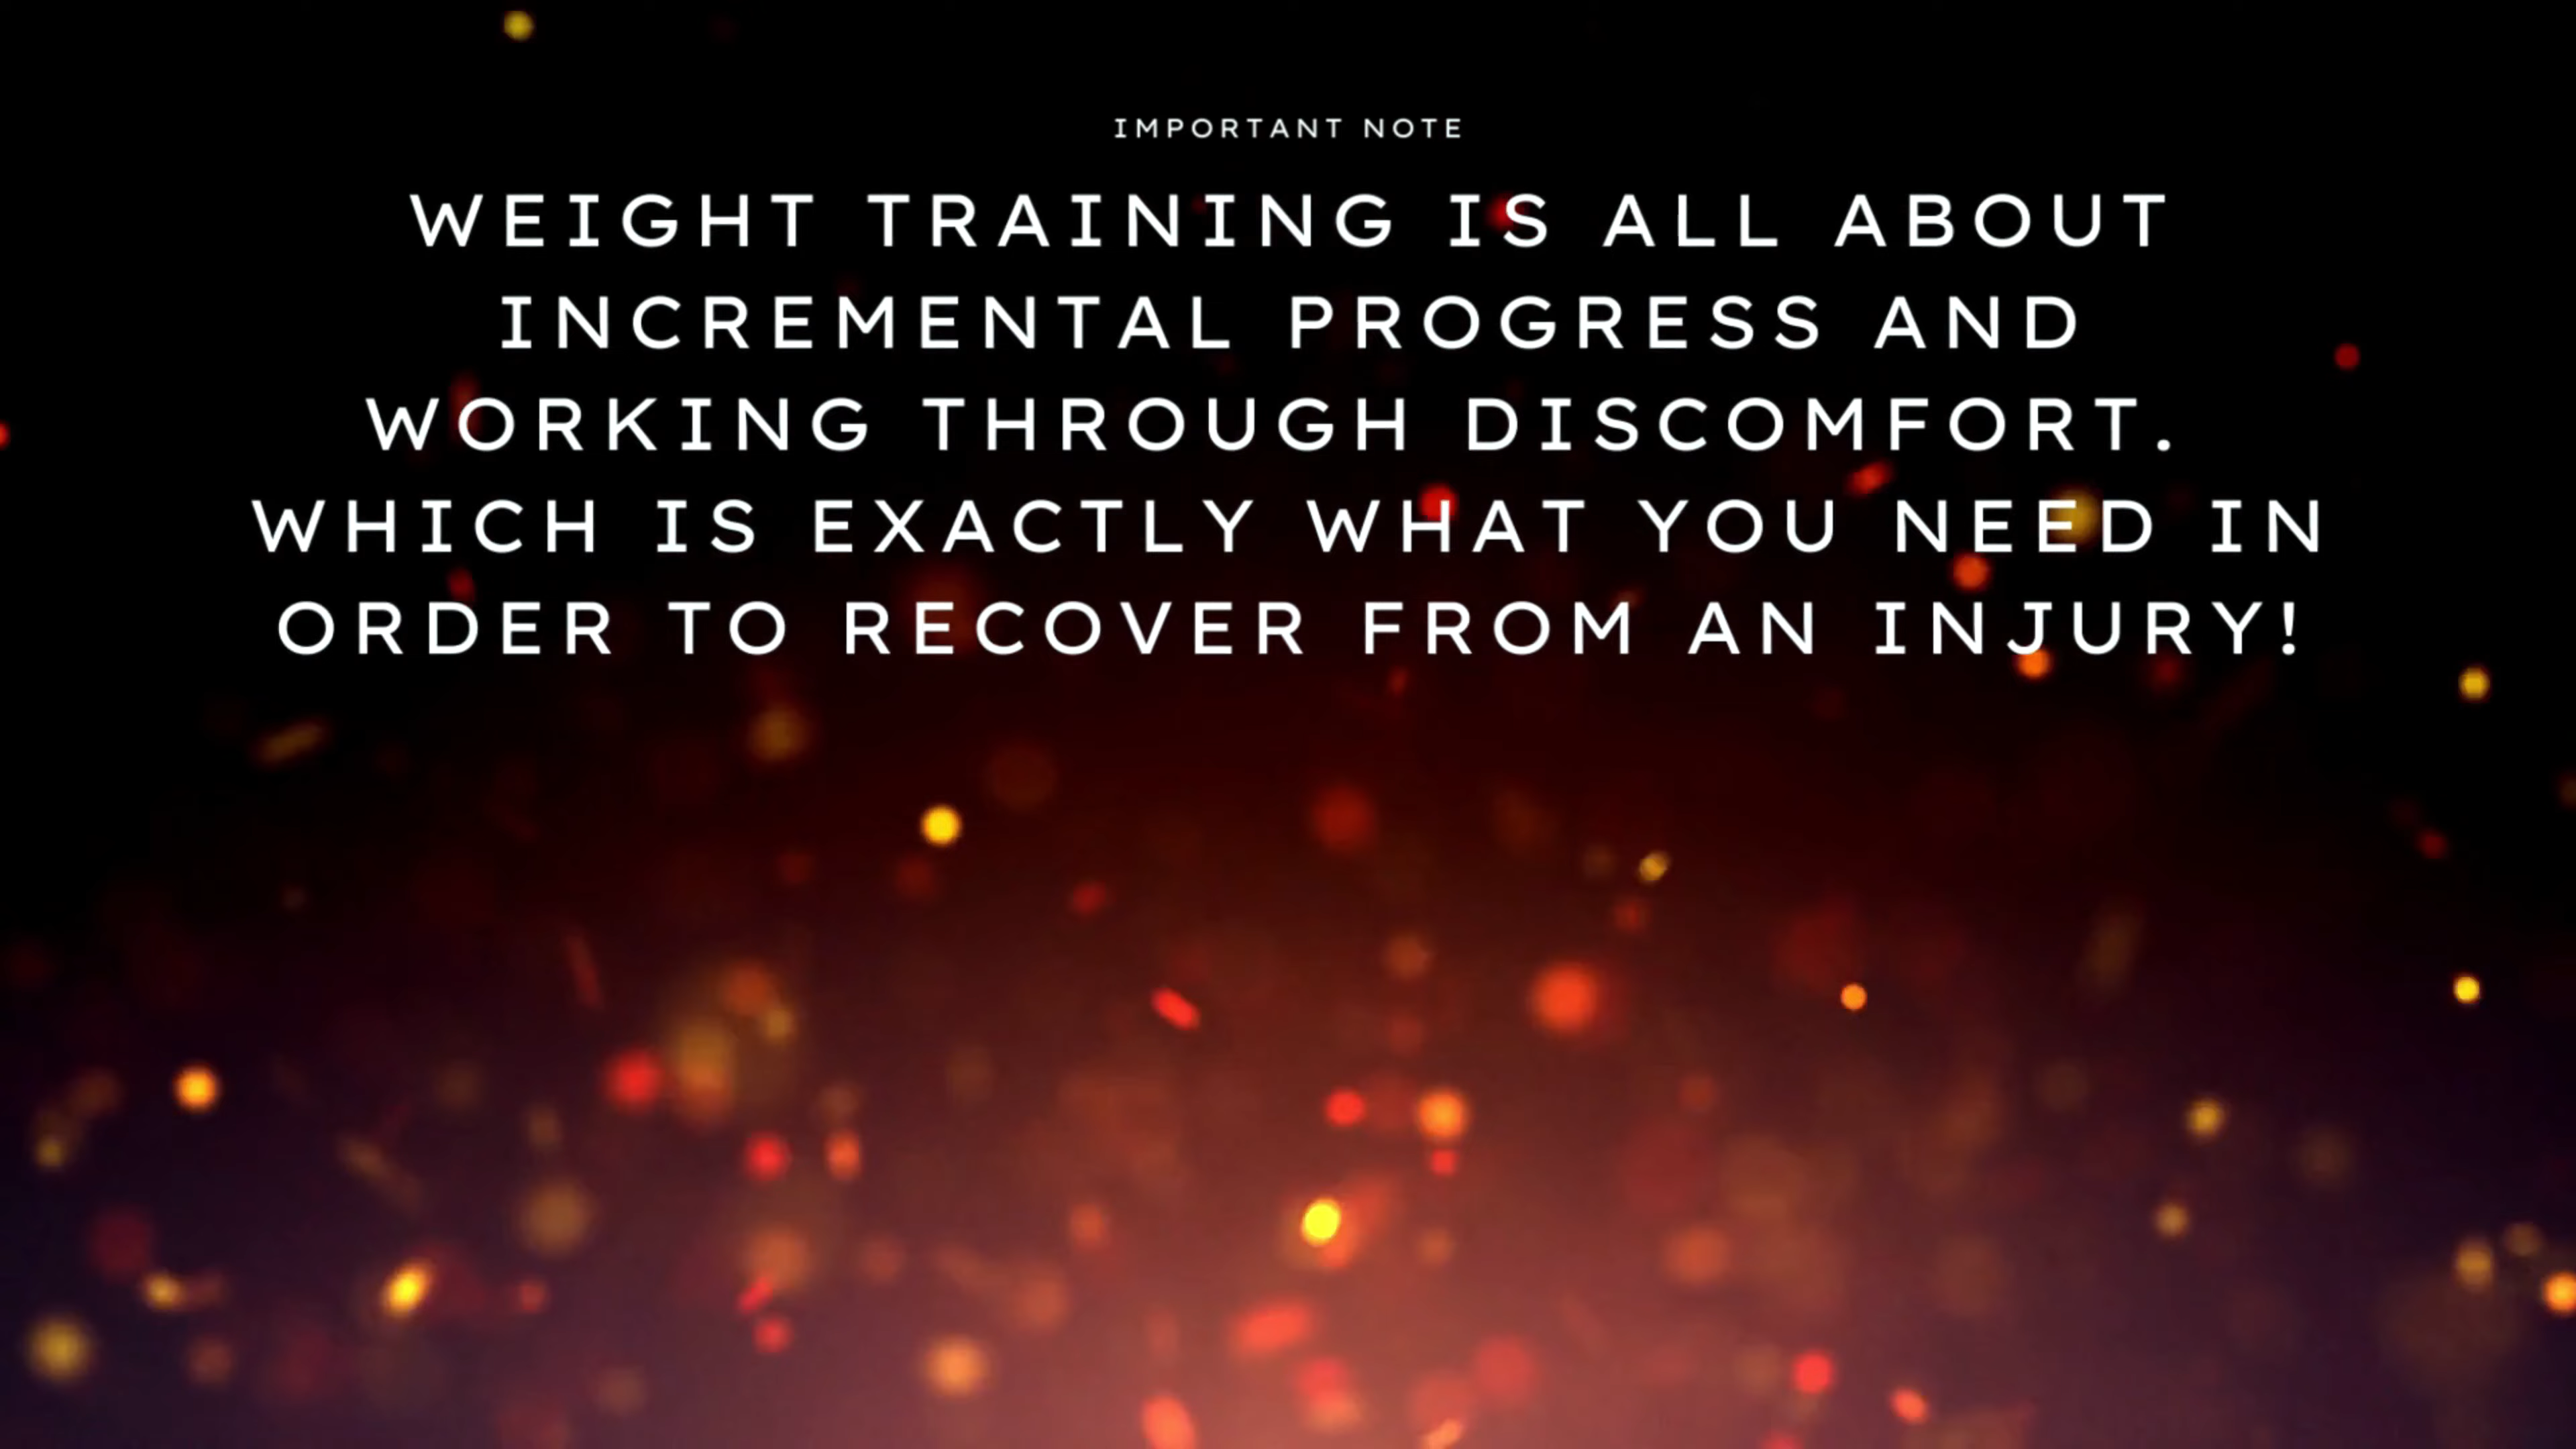 IMPORTANT NOTE
WEIGHT TRAINING IS ALL ABOUT
INCREMENTAL PROGRESS AND
WORKING THROUGH DISCOMFORT.
WHICH IS EXACTLY WHAT YOU NEED IN
ORDER TO RECOVER FROM AN INJURY!